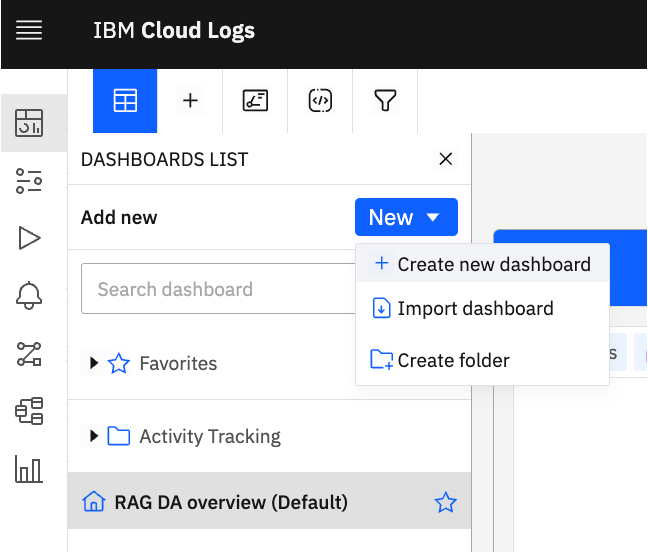 IBM Cloud Logs
DASHBOARDS LIST
Add new
New
Create new dashboard
Search dashboard
Import dashboard
Create folder
Favorites
Activity Tracking
RAG DA overview (Default)